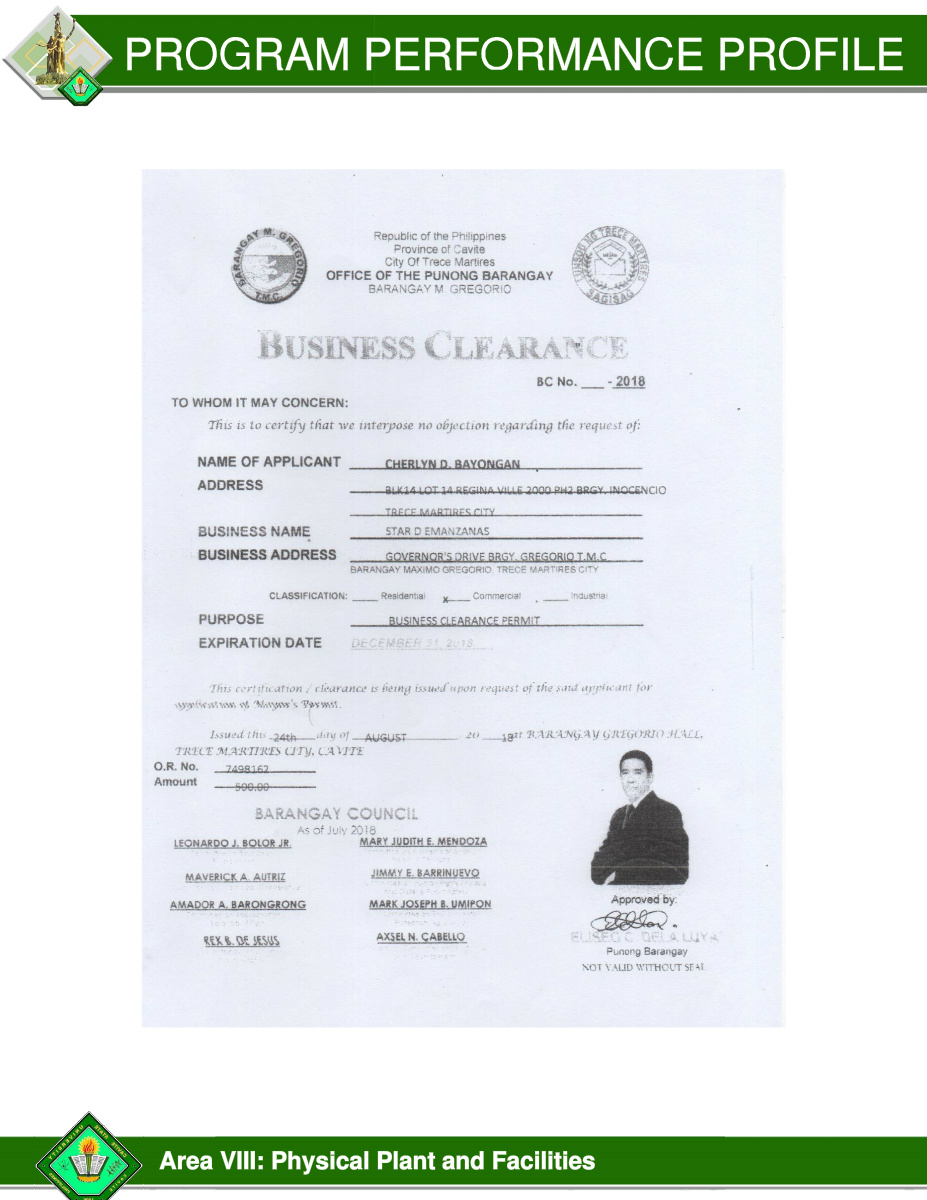 PROGRAM PERFORMANCE PROFILE
BARANGAY M. GREGORIO
T.M.C.
Republic of the Philippines
Province of Cavite
City Of Trece Martires
OFFICE OF THE PUNONG BARANGAY
BARANGAY M. GREGORIO
LUNGSOD NG TRECE MARTIRES
SAGISAG
BUSINESS CLEARANCE
BC No. ___ - 2018
TO WHOM IT MAY CONCERN:
This is to certify that we interpose no objection regarding the request of:
NAME OF APPLICANT CHERLYN D. BAYONGAN
ADDRESS BLK14 LOT 14 REGINA VILLE 2000 PH2 BRGY. INOCENCIO
TRECE MARTIRES CITY
BUSINESS NAME STAR D EMANZANAS
BUSINESS ADDRESS GOVERNOR'S DRIVE BRGY. GREGORIO T.M.C
BARANGAY MAXIMO GREGORIO, TRECE MARTIRES CITY
CLASSIFICATION: ____ Residential x____ Commercial ____ Industrial
PURPOSE BUSINESS CLEARANCE PERMIT
EXPIRATION DATE DECEMBER 31, 2018
This certification / clearance is being issued upon request of the said applicant for
application of Mayor's Permit.
Issued this 24th day of AUGUST 20 18at BARANGAY GREGORIO HALL,
TRECE MARTIRES CITY, CAVITE
O.R. No. 7498162
Amount 500.00
BARANGAY COUNCIL
As of July 2018
LEONARDO J. BOLOR JR. MARY JUDITH E. MENDOZA
MAVERICK A. AUTRIZ JIMMY E. BARRINUEVO
AMADOR A. BARONGRONG MARK JOSEPH B. UMIPON
REX B. DE JESUS AXSEL N. CABELLO
Approved by:
ELISEO C. DELA LUYA
Punong Barangay
NOT VALID WITHOUT SEAL
Area VIII: Physical Plant and Facilities